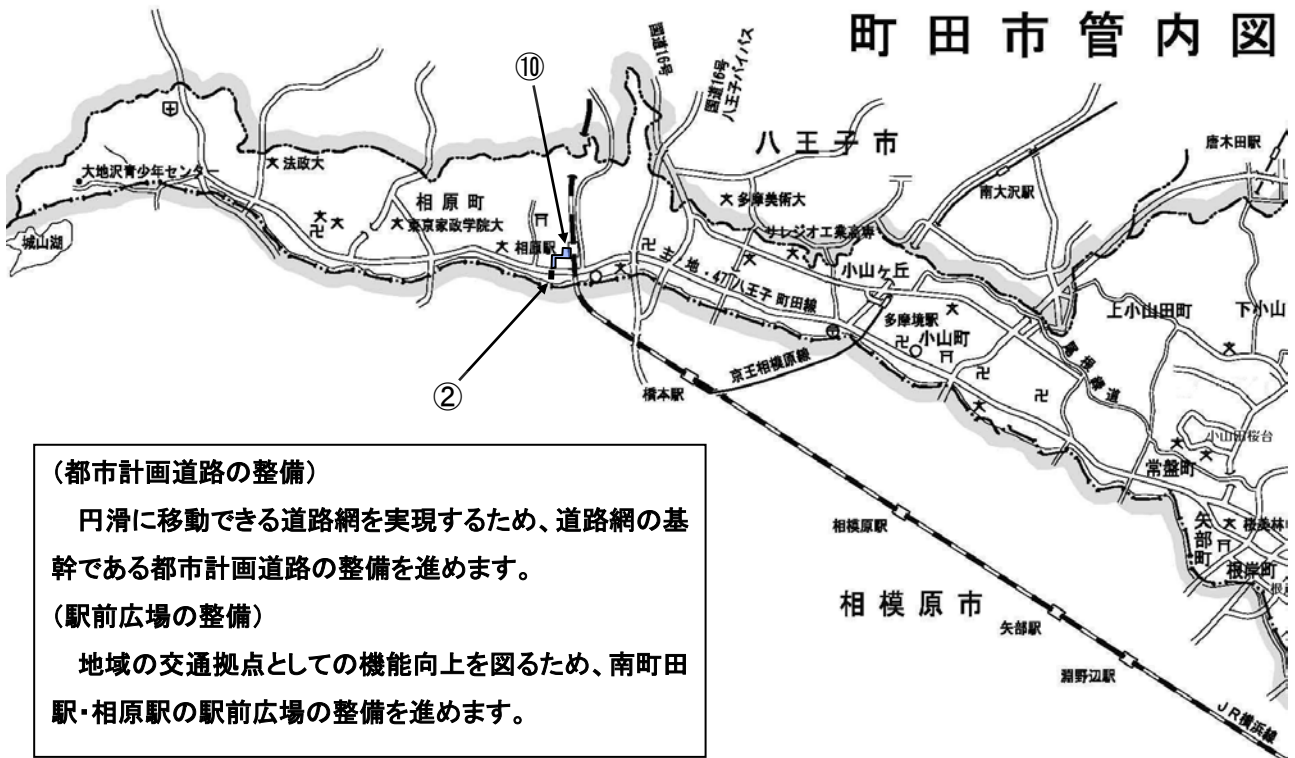 町田市管内図
⑩
国道16号
国道16号
八王子バイパス
八王子市
唐木田駅
大地沢青少年センター
法政大
相原町
東京家政学院大
多摩美術大
南大沢駅
サレジオ工業高専
城山湖
相原駅
小山ヶ丘
主・地・47 八王子町田線
多摩境駅
小山町
上小山田町
下小山
尾根緑道
京王相模原線
②
橋本駅
小山田桜台
常盤町
矢部町
桜美林
根岸町
相模原駅
相模原市
矢部駅
淵野辺駅
JR横浜線
(都市計画道路の整備)
円滑に移動できる道路網を実現するため、道路網の基
幹である都市計画道路の整備を進めます。
(駅前広場の整備)
地域の交通拠点としての機能向上を図るため、南町田
駅・相原駅の駅前広場の整備を進めます。